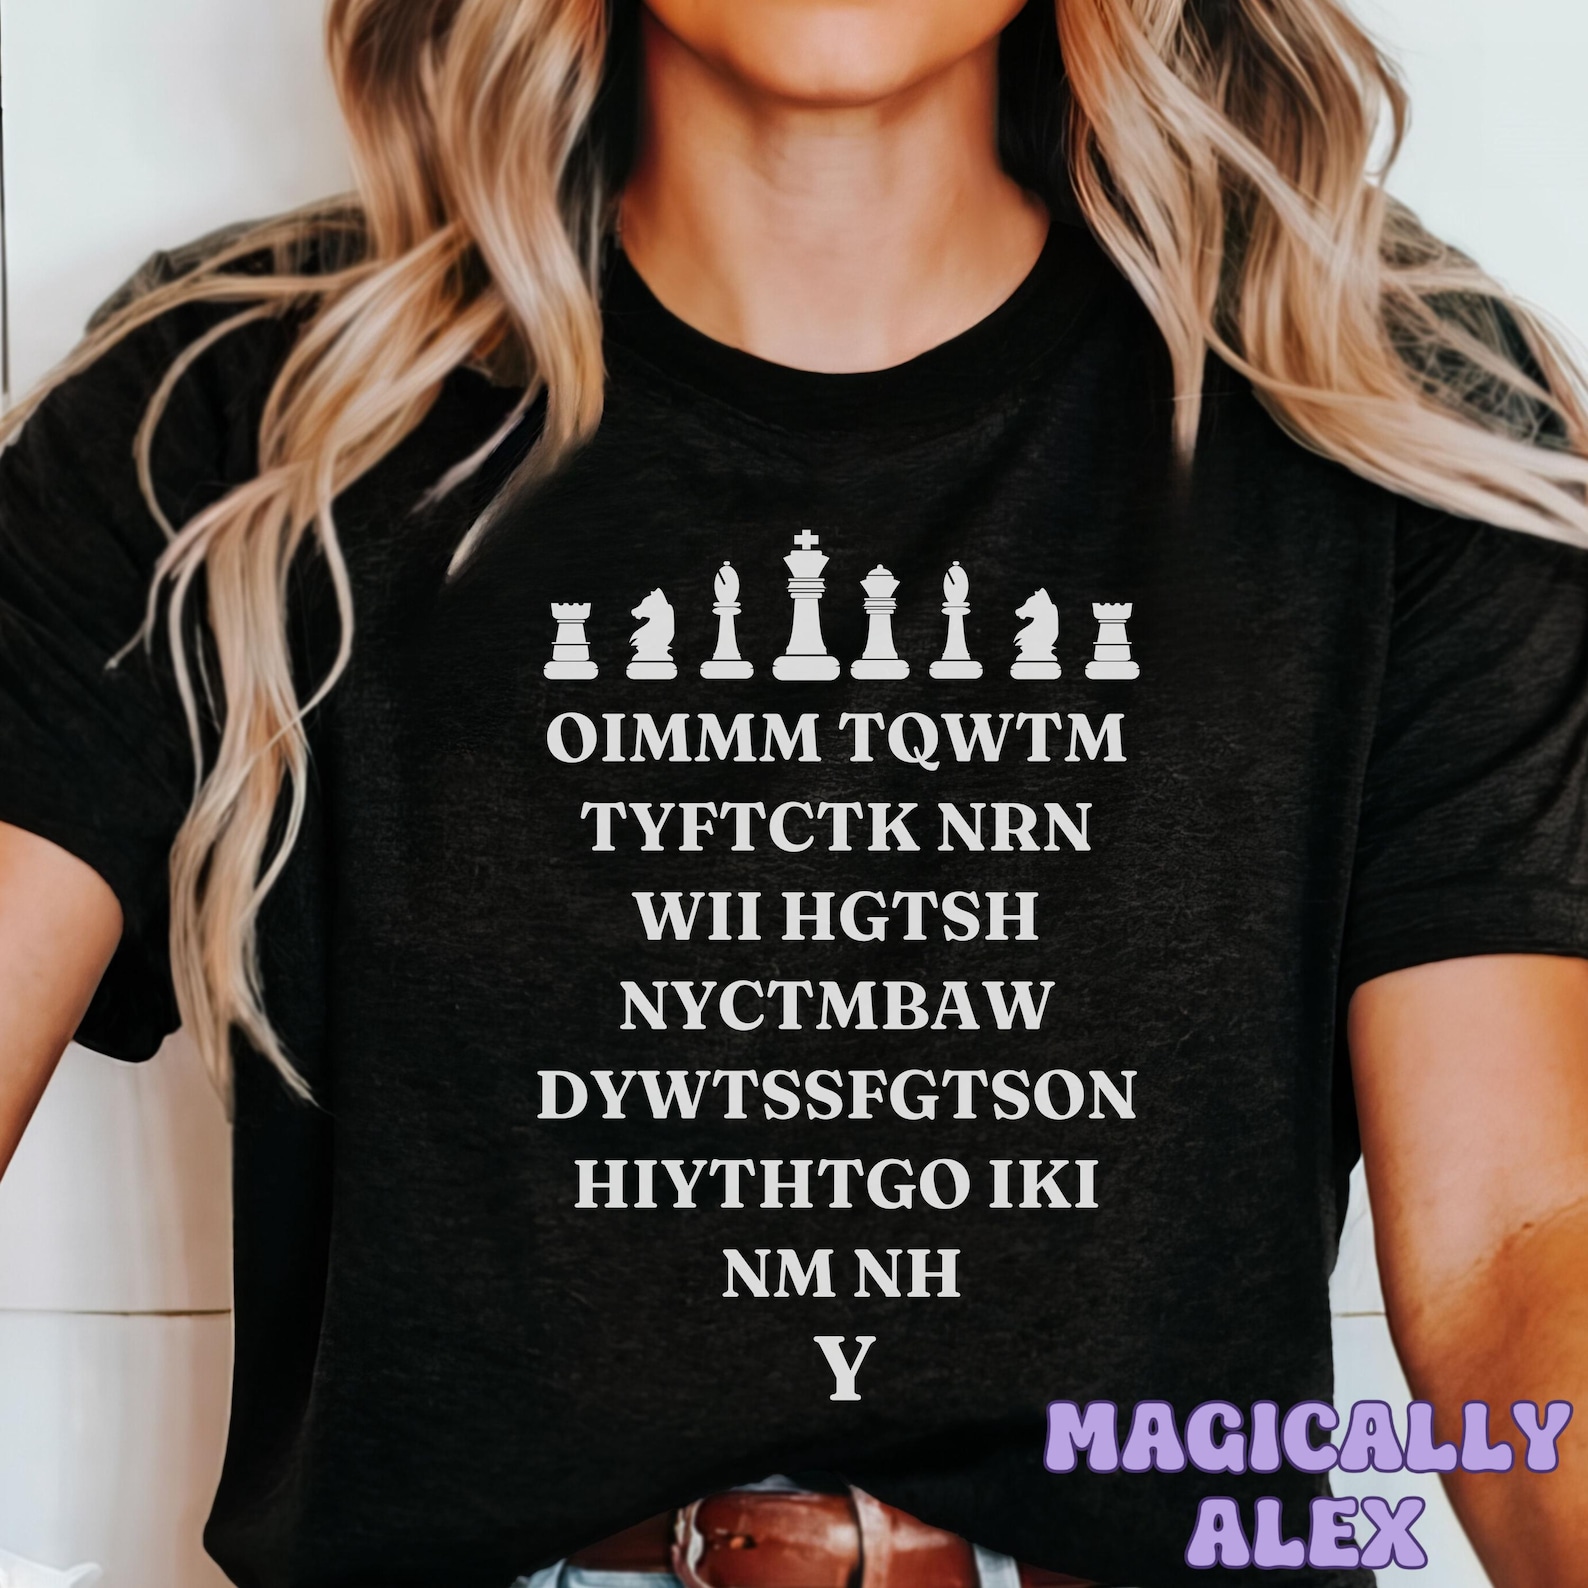 OIMMM TQWTM
TYFTCTK NRN
WII HGTSH
NYCTMBAW
DYWTSSFGTSON
HIYTHTGO IKI
NM NH
Y
MAGICALLY
ALEX